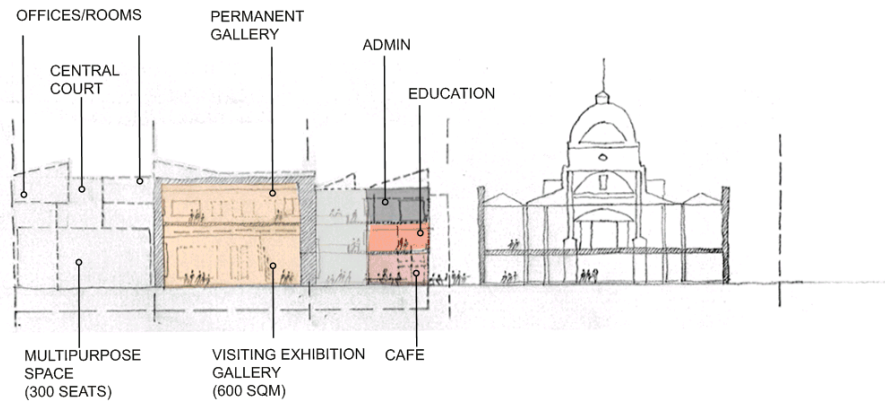 OFFICES/ROOMS
PERMANENT
GALLERY
ADMIN
CENTRAL
COURT
EDUCATION
MULTIPURPOSE
SPACE
(300 SEATS)
VISITING EXHIBITION
GALLERY
(600 SQM)
CAFE